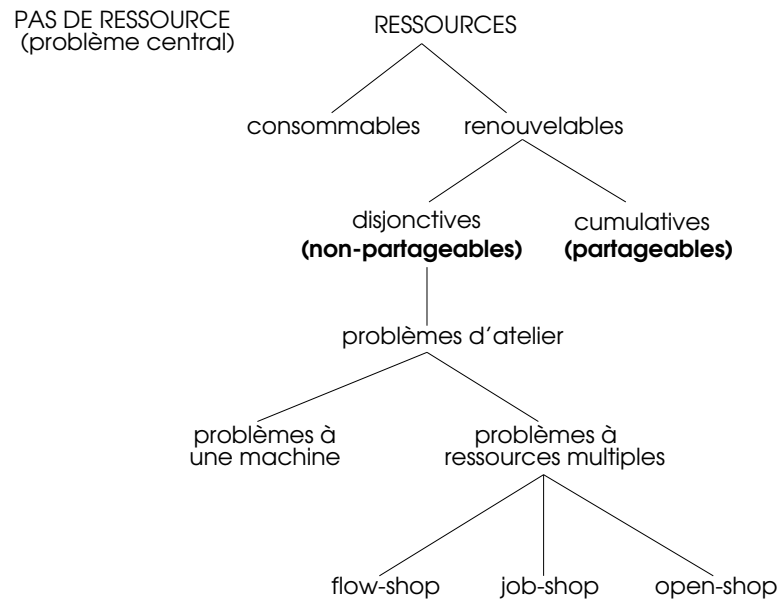 PAS DE RESSOURCE
(problème central)
RESSOURCES
consommables
renouvelables
disjonctives
(non-partageables)
cumulatives
(partageables)
problèmes d'atelier
problèmes à
une machine
problèmes à
ressources multiples
flow-shop
job-shop
open-shop